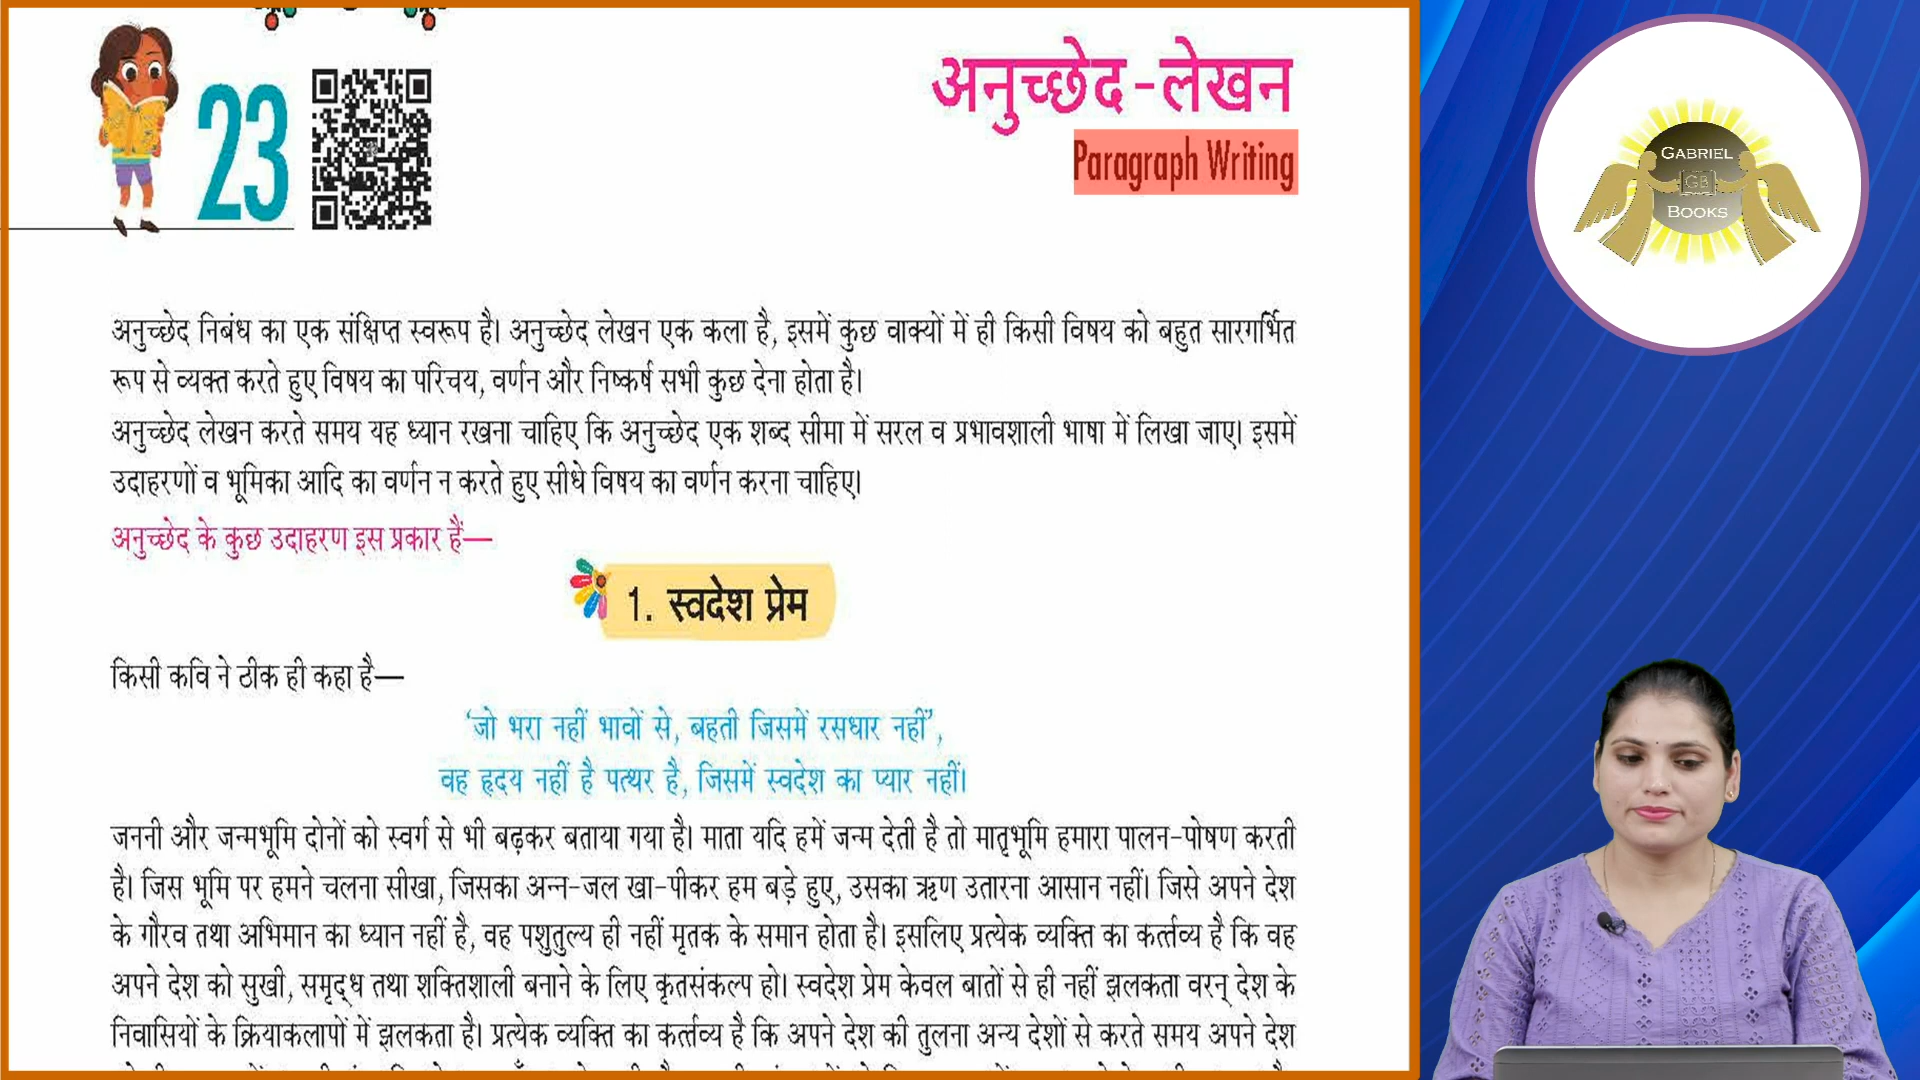 23
अनुच्छेद-लेखन
Paragraph Writing
अनुच्छेद निबंध का एक संक्षिप्त स्वरूप है। अनुच्छेद लेखन एक कला है, इसमें कुछ वाक्यों में ही किसी विषय को बहुत सारगर्भित
रूप से व्यक्त करते हुए विषय का परिचय, वर्णन और निष्कर्ष सभी कुछ देना होता है।
अनुच्छेद लेखन करते समय यह ध्यान रखना चाहिए कि अनुच्छेद एक शब्द सीमा में सरल व प्रभावशाली भाषा में लिखा जाए। इसमें
उदाहरणों व भूमिका आदि का वर्णन न करते हुए सीधे विषय का वर्णन करना चाहिए।
अनुच्छेद के कुछ उदाहरण इस प्रकार हैं—
1. स्वदेश प्रेम
किसी कवि ने ठीक ही कहा है—
‘जो भरा नहीं भावों से, बहती जिसमें रसधार नहीं”,
वह हृदय नहीं है पत्थर है, जिसमें स्वदेश का प्यार नहीं।
जननी और जन्मभूमि दोनों को स्वर्ग से भी बढ़कर बताया गया है। माता यदि हमें जन्म देती है तो मातृभूमि हमारा पालन-पोषण करती
है। जिस भूमि पर हमने चलना सीखा, जिसका अन्न-जल खा-पीकर हम बड़े हुए, उसका ऋण उतारना आसान नहीं। जिसे अपने देश
के गौरव तथा अभिमान का ध्यान नहीं है, वह पशुतुल्य ही नहीं मृतक के समान होता है। इसलिए प्रत्येक व्यक्ति का कर्त्तव्य है कि वह
अपने देश को सुखी, समृद्ध तथा शक्तिशाली बनाने के लिए कृतसंकल्प हो। स्वदेश प्रेम केवल बातों से ही नहीं झलकता वरन् देश के
निवासियों के क्रियाकलापों में झलकता है। प्रत्येक व्यक्ति का कर्त्तव्य है कि अपने देश की तुलना अन्य देशों से करते समय अपने देश
GABRIEL
GB
BOOKS